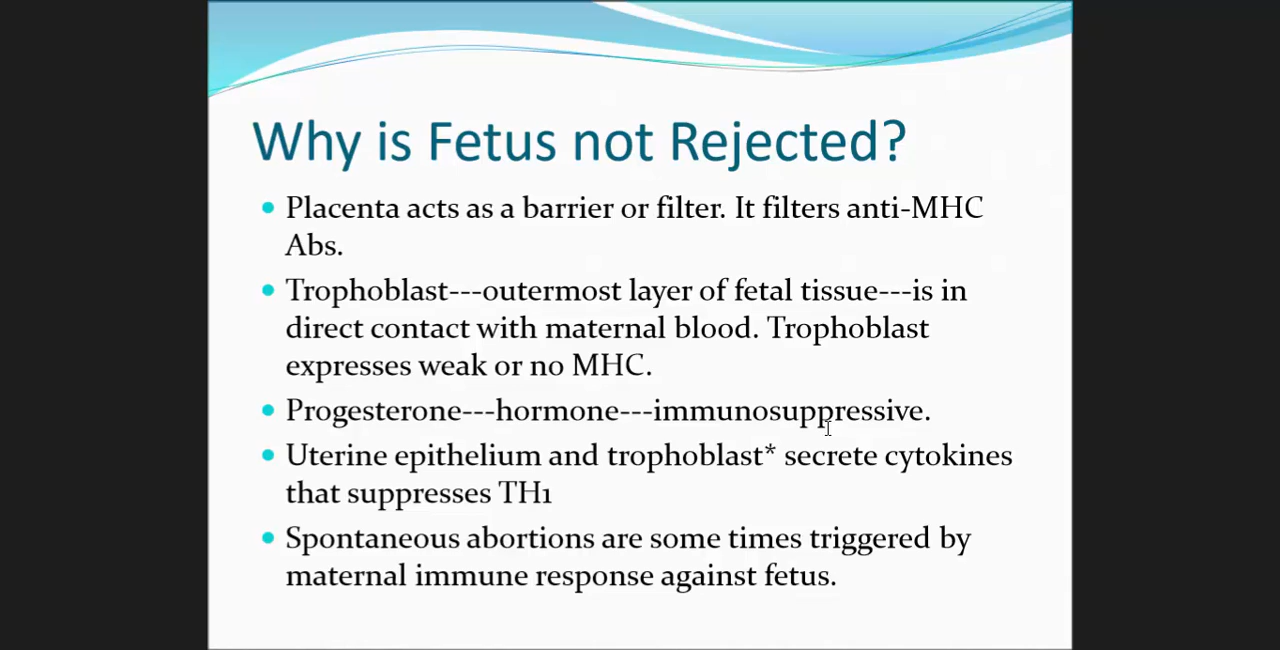 Why is Fetus not Rejected?
Placenta acts as a barrier or filter. It filters anti-MHC
Abs.
Trophoblast---outermost layer of fetal tissue---is in
direct contact with maternal blood. Trophoblast
expresses weak or no MHC.
Progesterone---hormone---immunosuppressive.
Uterine epithelium and trophoblast* secrete cytokines
that suppresses TH1
Spontaneous abortions are some times triggered by
maternal immune response against fetus.